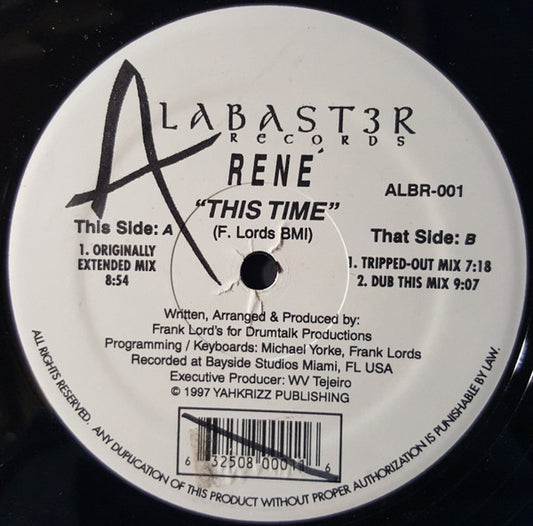 ALABAST3R
RECORDS
RENÉ
ALBR-001
"THIS TIME"
(F. Lords BMI)
This Side: A
1. ORIGINALLY
EXTENDED MIX
8:54
That Side: B
1. TRIPPED-OUT MIX 7:18
2. DUB THIS MIX 9:07
Written, Arranged & Produced by:
Frank Lord's for Drumtalk Productions
Programming / Keyboards: Michael Yorke, Frank Lords
Recorded at Bayside Studios Miami, FL USA
Executive Producer: WV Tejeiro
© 1997 YAHKRIZZ PUBLISHING
ALL RIGHTS RESERVED. ANY DUPLICATION OF THIS PRODUCT WITHOUT PROPER AUTHORIZATION IS PUNISHABLE BY LAW.
6 32508 00011 6